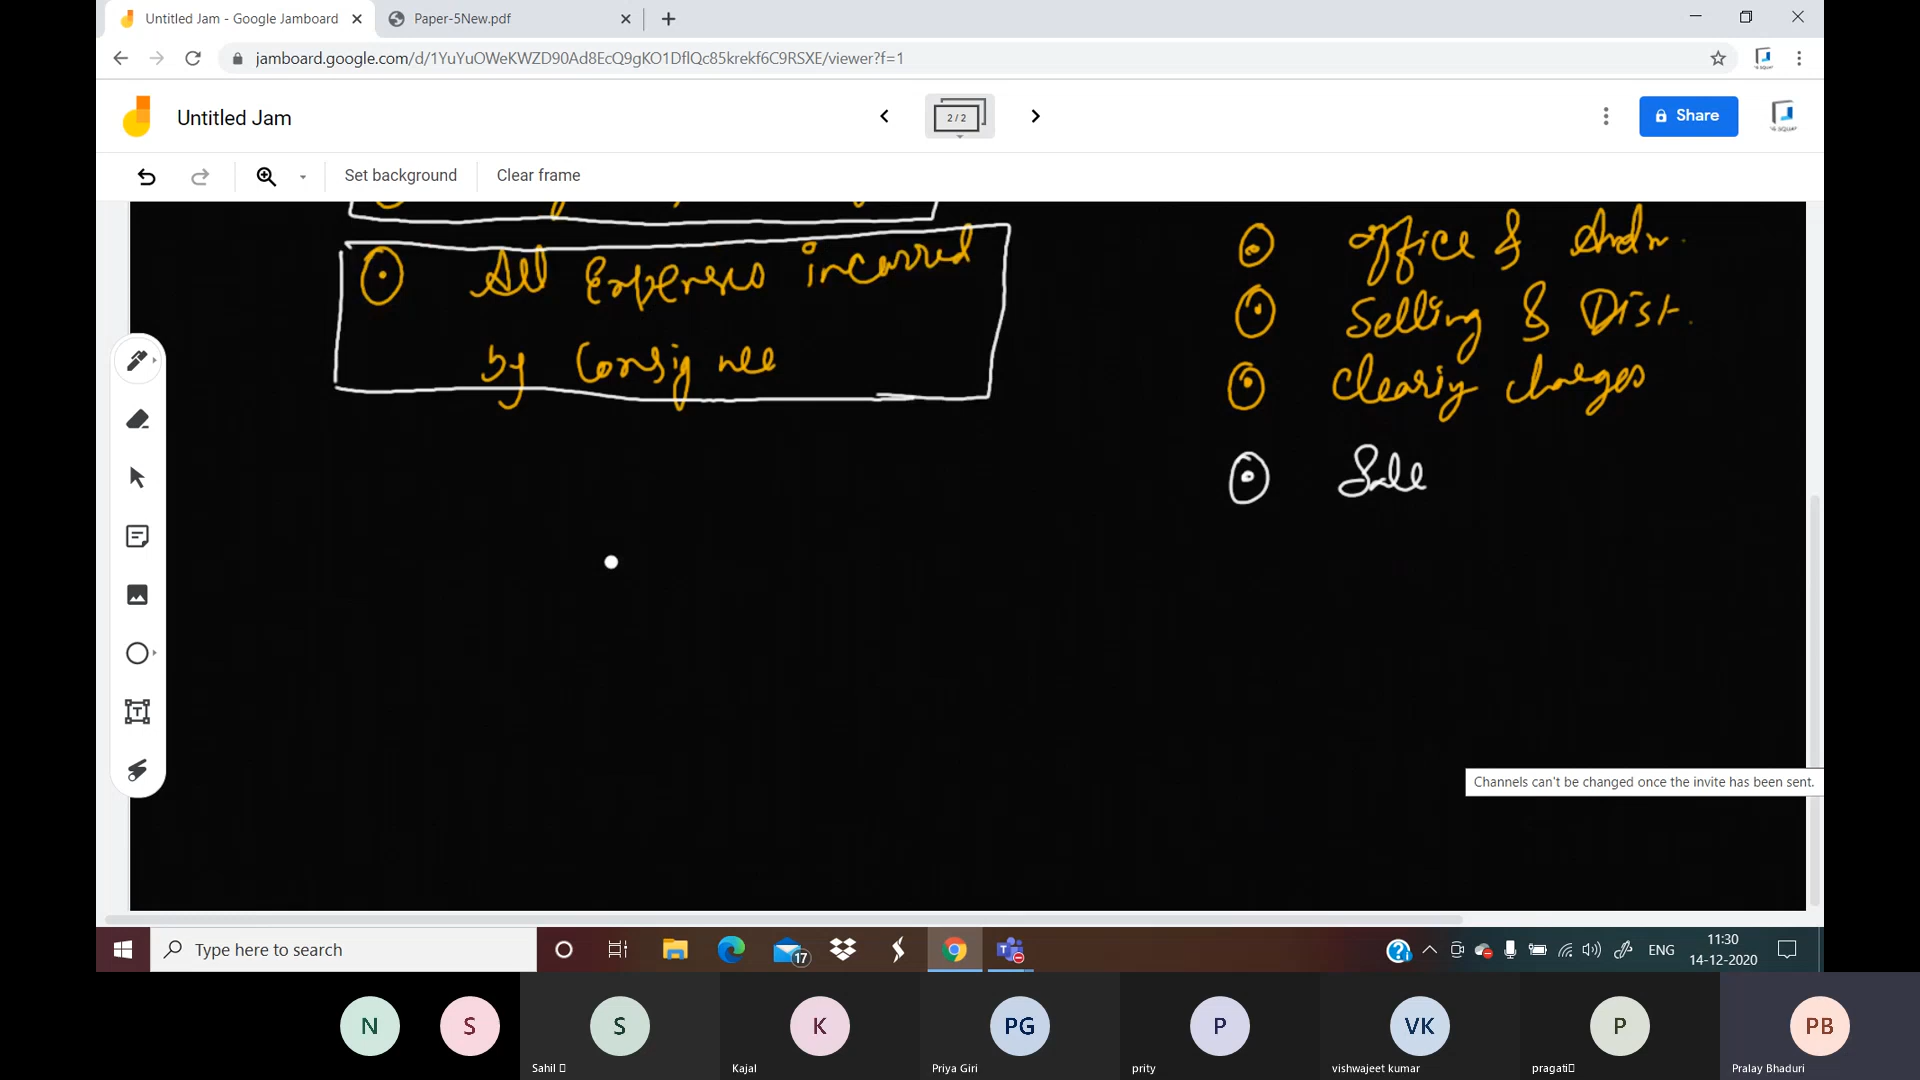 Untitled Jam - Google Jamboard
Paper-5New.pdf
jamboard.google.com/d/1YuYuOWeKWZD90Ad8EcQ9gKO1DflQc85krekf6C9RSXE/viewer?f=1
Untitled Jam
2 / 2
Share
Set background
Clear frame
All Expenses incurred
by Consignee
Office & Adm.
Selling & Dist.
Clearing charges
Sale
Channels can't be changed once the invite has been sent.
Type here to search
17
ENG
11:30
14-12-2020
N
S
S
K
PG
P
VK
P
PB
Sahil
Kajal
Priya Giri
prity
vishwajeet kumar
pragati
Pralay Bhaduri